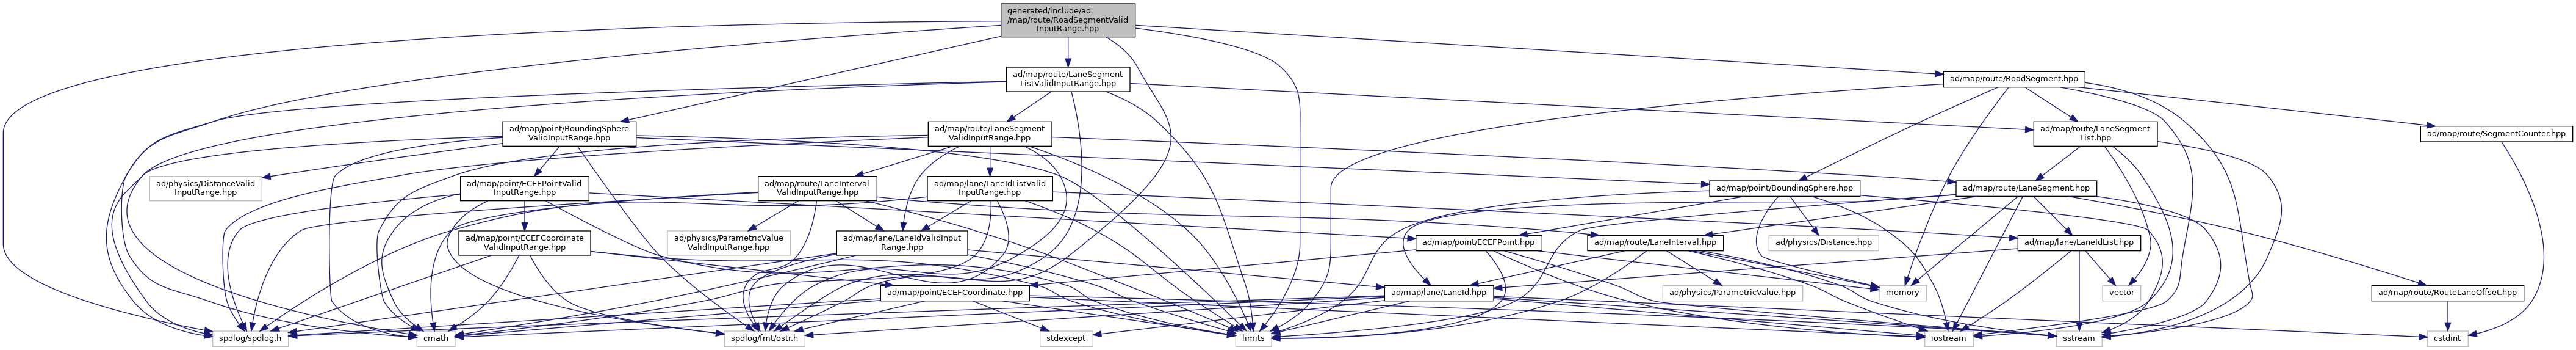 generated/include/ad
/map/route/RoadSegmentValid
InputRange.hpp
ad/map/route/LaneSegment
ListValidInputRange.hpp
ad/map/route/RoadSegment.hpp
ad/map/point/BoundingSphere
ValidInputRange.hpp
ad/map/route/LaneSegment
ValidInputRange.hpp
ad/map/route/LaneSegment
List.hpp
ad/map/route/SegmentCounter.hpp
ad/physics/DistanceValid
InputRange.hpp
ad/map/point/ECEFPointValid
InputRange.hpp
ad/map/route/LaneInterval
ValidInputRange.hpp
ad/map/lane/LaneIdListValid
InputRange.hpp
ad/map/point/BoundingSphere.hpp
ad/map/route/LaneSegment.hpp
ad/map/point/ECEFCoordinate
ValidInputRange.hpp
ad/physics/ParametricValue
ValidInputRange.hpp
ad/map/lane/LaneIdValidInput
Range.hpp
ad/map/point/ECEFPoint.hpp
ad/map/route/LaneInterval.hpp
ad/physics/Distance.hpp
ad/map/lane/LaneIdList.hpp
ad/map/point/ECEFCoordinate.hpp
ad/map/lane/LaneId.hpp
ad/physics/ParametricValue.hpp
memory
vector
ad/map/route/RouteLaneOffset.hpp
spdlog/spdlog.h
cmath
spdlog/fmt/ostr.h
stdexcept
limits
iostream
sstream
cstdint